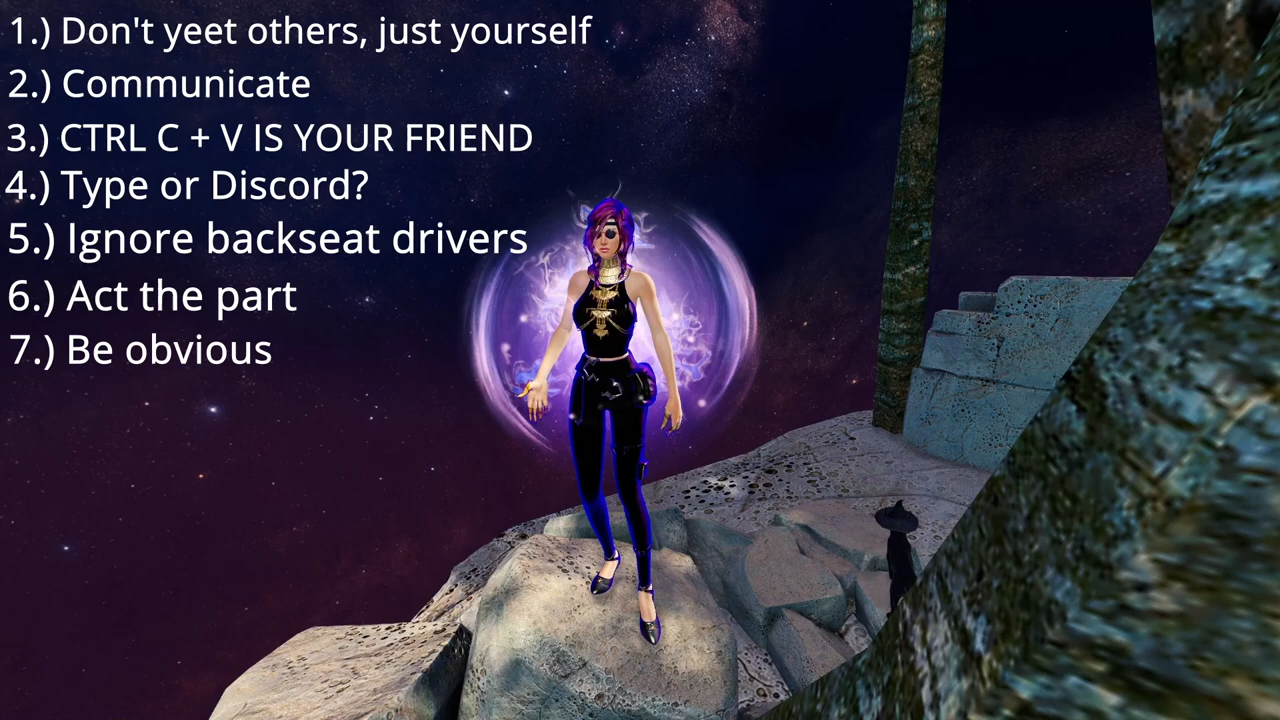 1.) Don't yeet others, just yourself
2.) Communicate
3.) CTRL C + V IS YOUR FRIEND
4.) Type or Discord?
5.) Ignore backseat drivers
6.) Act the part
7.) Be obvious